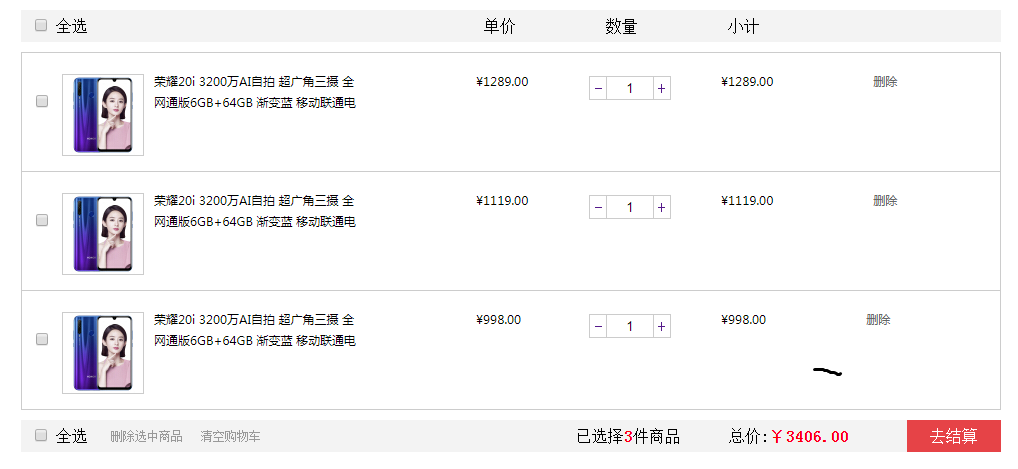 全选 单价 数量 小计
荣耀20i 3200万AI自拍 超广角三摄 全 ¥1289.00 − 1 + ¥1289.00 删除
网通版6GB+64GB 渐变蓝 移动联通电
荣耀20i 3200万AI自拍 超广角三摄 全 ¥1119.00 − 1 + ¥1119.00 删除
网通版6GB+64GB 渐变蓝 移动联通电
荣耀20i 3200万AI自拍 超广角三摄 全 ¥998.00 − 1 + ¥998.00 删除
网通版6GB+64GB 渐变蓝 移动联通电
全选 删除选中商品 清空购物车 已选择3件商品 总价:¥3406.00 去结算